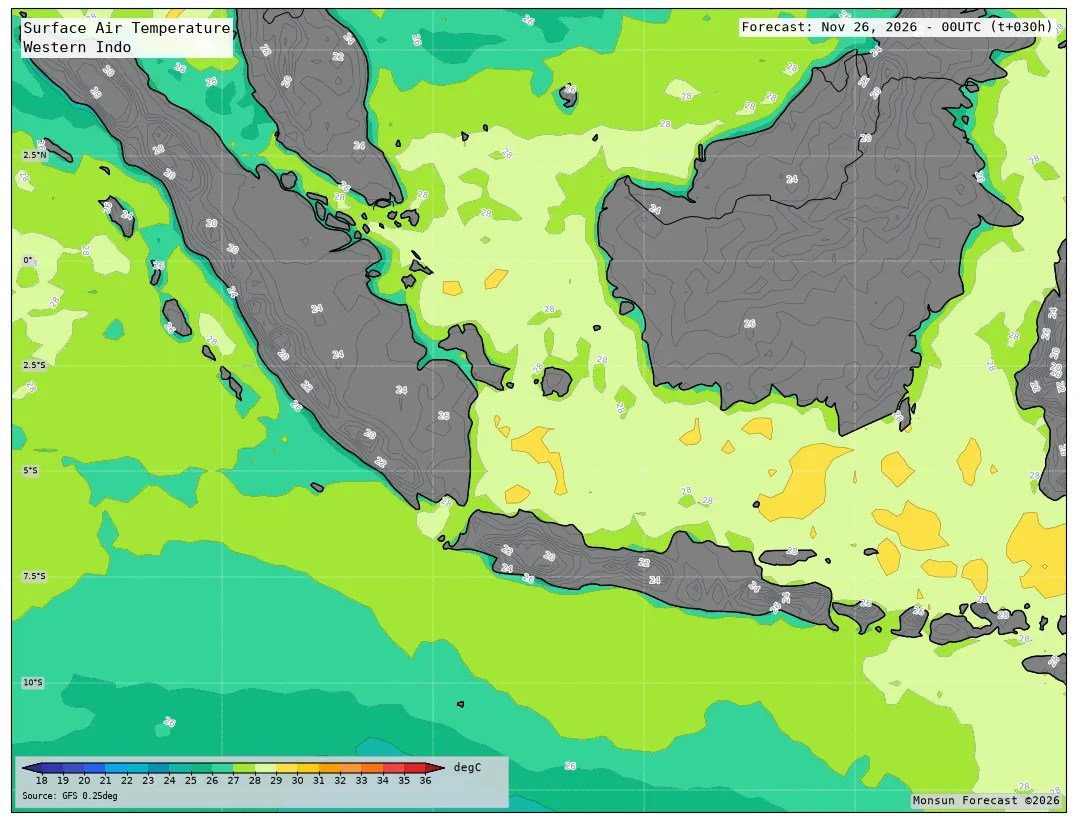 Surface Air Temperature
Western Indo
Forecast: Nov 26, 2026 - 00UTC (t+030h)
2.5°N
0°
2.5°S
5°S
7.5°S
10°S
degC
18 19 20 21 22 23 24 25 26 27 28 29 30 31 32 33 34 35 36
Source: GFS 0.25deg
Monsun Forecast ©2026